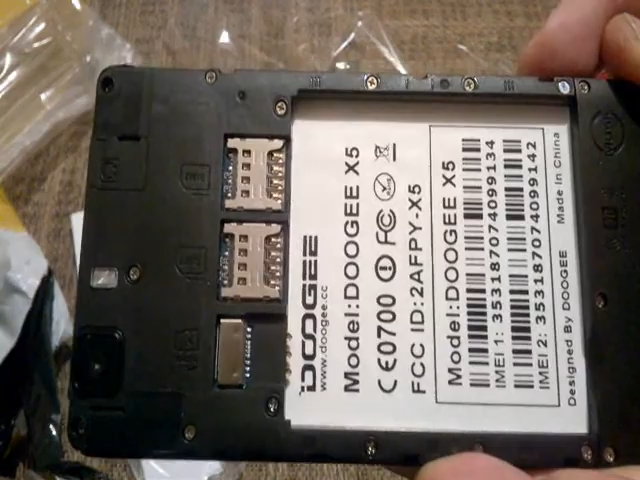 DOOGEE
www.doogee.cc
Model:DOOGEE X5
CE0700 FC
FCC ID:2AFPY-X5
Model:DOOGEE X5
IMEI 1: 353187074099134
IMEI 2: 353187074099142
Designed By DOOGEE Made In China